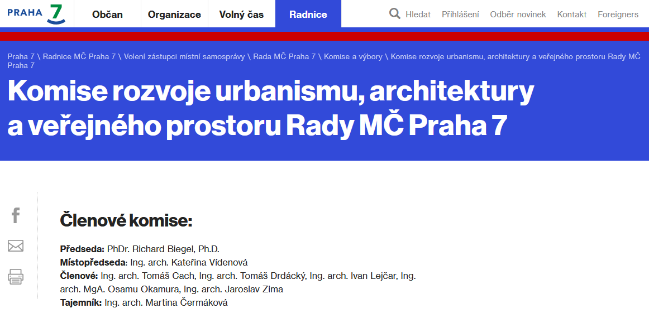 PRAHA 7
Občan
Organizace
Volný čas
Radnice
Hledat
Přihlášení
Odběr novinek
Kontakt
Foreigners
Praha 7 \ Radnice MČ Praha 7 \ Volení zástupci místní samosprávy \ Rada MČ Praha 7 \ Komise a výbory \ Komise rozvoje urbanismu, architektury a veřejného prostoru Rady MČ
Praha 7
Komise rozvoje urbanismu, architektury
a veřejného prostoru Rady MČ Praha 7
Členové komise:
Předseda: PhDr. Richard Biegel, Ph.D.
Místopředseda: Ing. arch. Kateřina Vídenová
Členové: Ing. arch. Tomáš Cach, Ing. arch. Tomáš Drdácký, Ing. arch. Ivan Lejčar, Ing.
arch. MgA. Osamu Okamura, Ing. arch. Jaroslav Zima
Tajemník: Ing. arch. Martina Čermáková